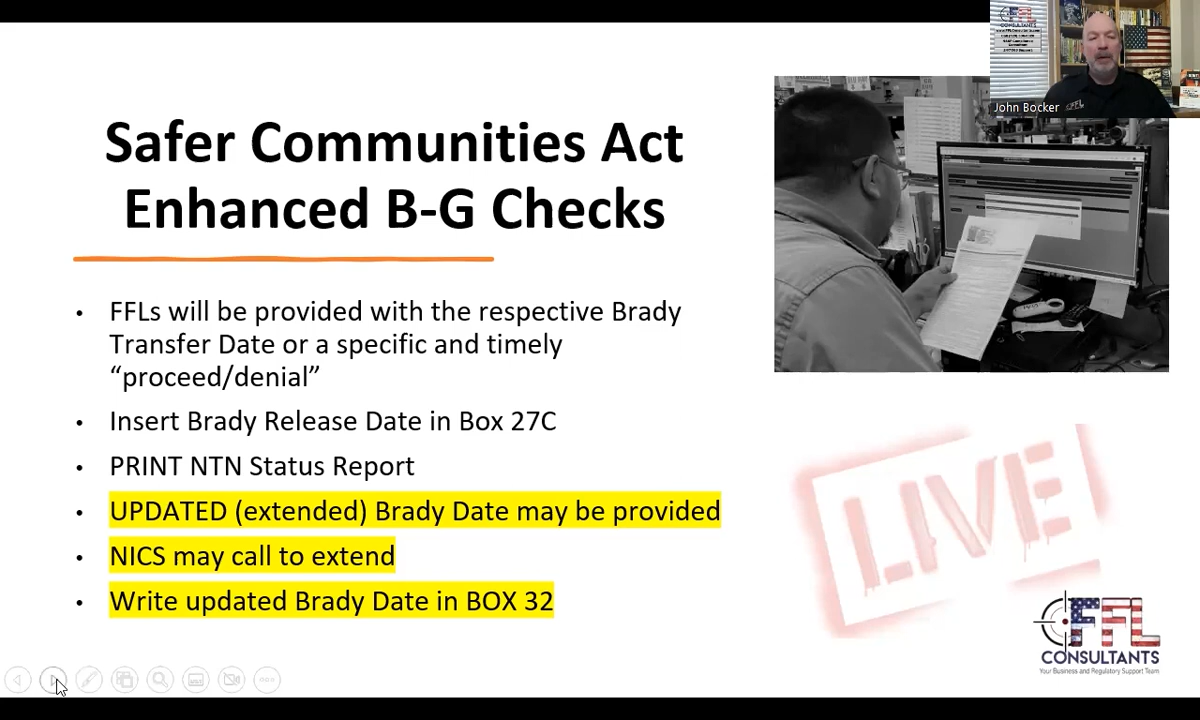 Safer Communities Act
Enhanced B-G Checks
• FFLs will be provided with the respective Brady
Transfer Date or a specific and timely
“proceed/denial”
• Insert Brady Release Date in Box 27C
• PRINT NTN Status Report
• UPDATED (extended) Brady Date may be provided
• NICS may call to extend
• Write updated Brady Date in BOX 32
FFL
CONSULTANTS
John Bocker
FFL
LIVE
FFL
CONSULTANTS
Your Business and Regulatory Support Team